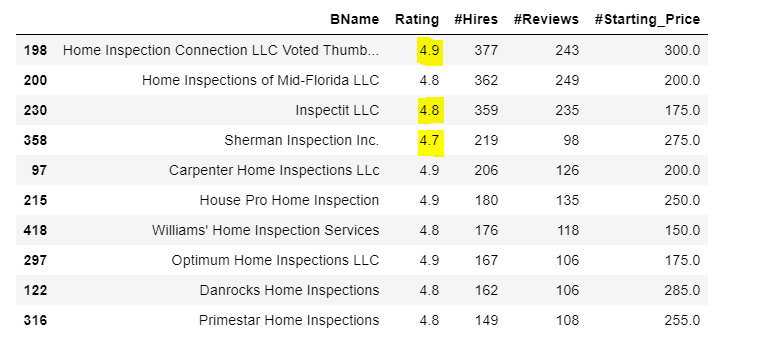 BName Rating #Hires #Reviews #Starting_Price
198 Home Inspection Connection LLC Voted Thumb... 4.9 377 243 300.0
200 Home Inspections of Mid-Florida LLC 4.8 362 249 200.0
230 Inspectit LLC 4.8 359 235 175.0
358 Sherman Inspection Inc. 4.7 219 98 275.0
97 Carpenter Home Inspections LLc 4.9 206 126 200.0
215 House Pro Home Inspection 4.9 180 135 250.0
418 Williams' Home Inspection Services 4.8 176 118 150.0
297 Optimum Home Inspections LLC 4.9 167 106 175.0
122 Danrocks Home Inspections 4.8 162 106 285.0
316 Primestar Home Inspections 4.8 149 108 255.0